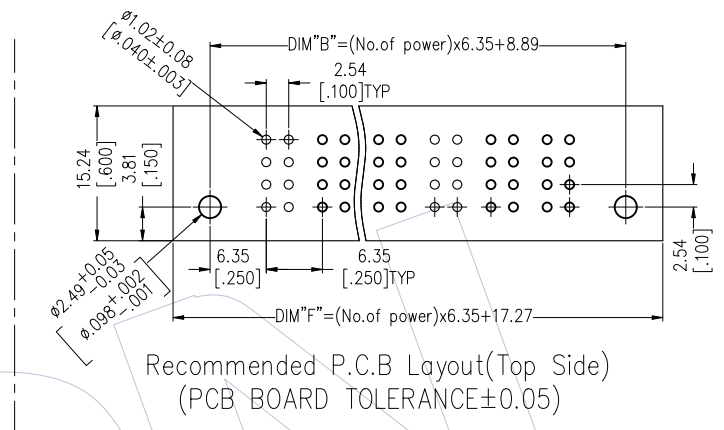 ø1.02±0.08
[ø.040±.003]
DIM"B"=(No.of power)x6.35+8.89
2.54
[.100]TYP
15.24
[.600]
3.81
[.150]
6.35
[.250]
6.35
[.250]TYP
2.54
[.100]
ø2.49+0.05
-0.03
[ø.098+.002
-.001]
DIM"F"=(No.of power)x6.35+17.27
Recommended P.C.B Layout(Top Side)
(PCB BOARD TOLERANCE±0.05)